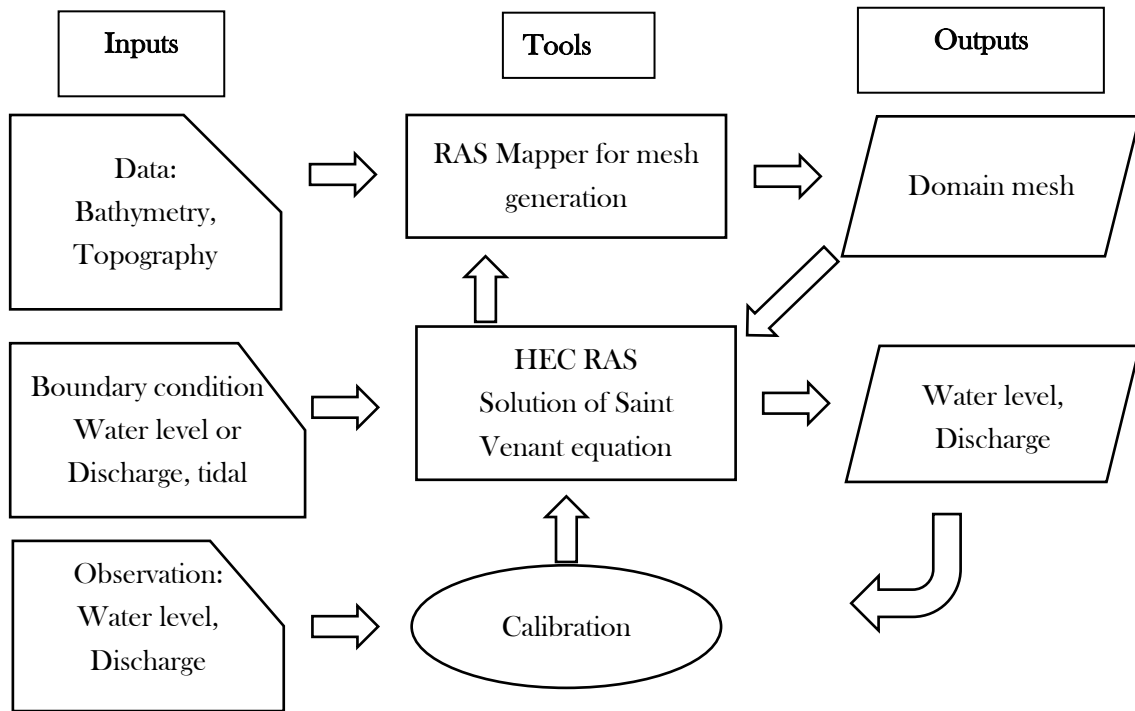 Inputs
Tools
Outputs
Data:
Bathymetry,
Topography
RAS Mapper for mesh
generation
Domain mesh
Boundary condition
Water level or
Discharge, tidal
HEC RAS
Solution of Saint
Venant equation
Water level,
Discharge
Observation:
Water level,
Discharge
Calibration